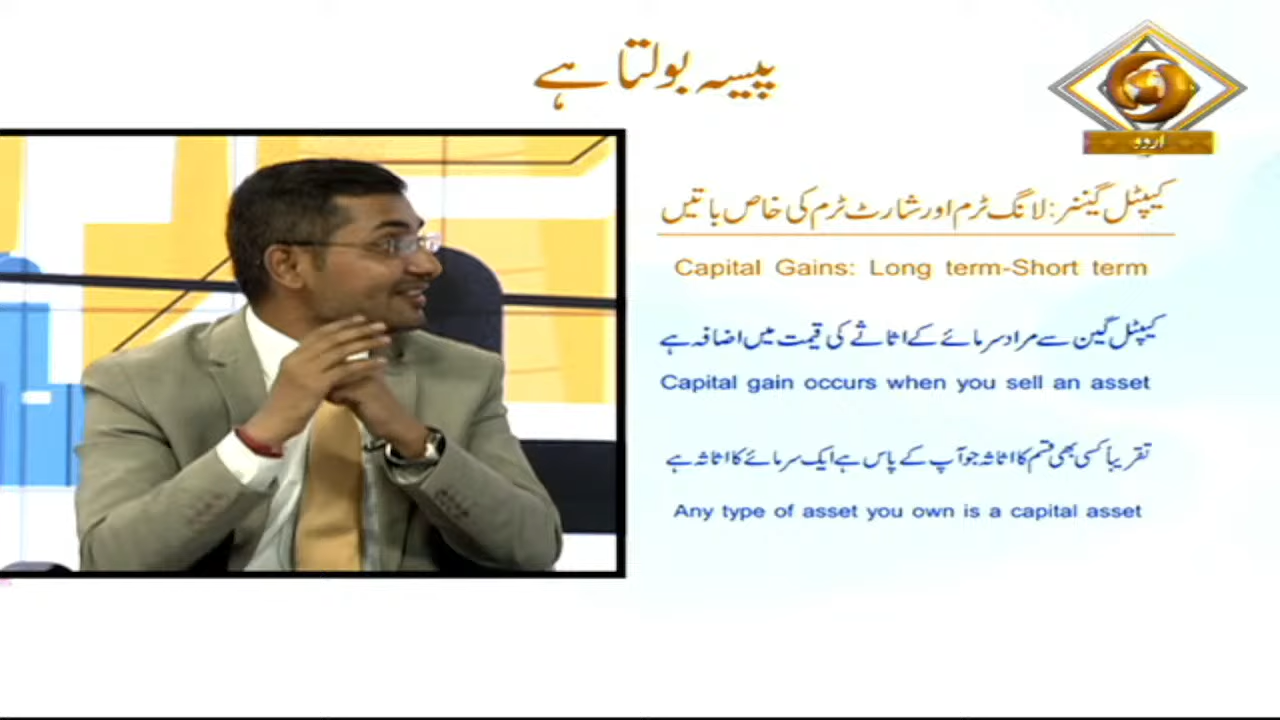 پیسہ بولتا ہے
اردو
کیپٹل گینز: لانگ ٹرم اور شارٹ ٹرم کی خاص باتیں
Capital Gains: Long term-Short term
کیپٹل گین سے مراد سرمائے کے اثاثے کی قیمت میں اضافہ ہے
Capital gain occurs when you sell an asset
تقریباً کسی بھی قسم کا اثاثہ جو آپ کے پاس ہے ایک سرمائے کا اثاثہ ہے
Any type of asset you own is a capital asset